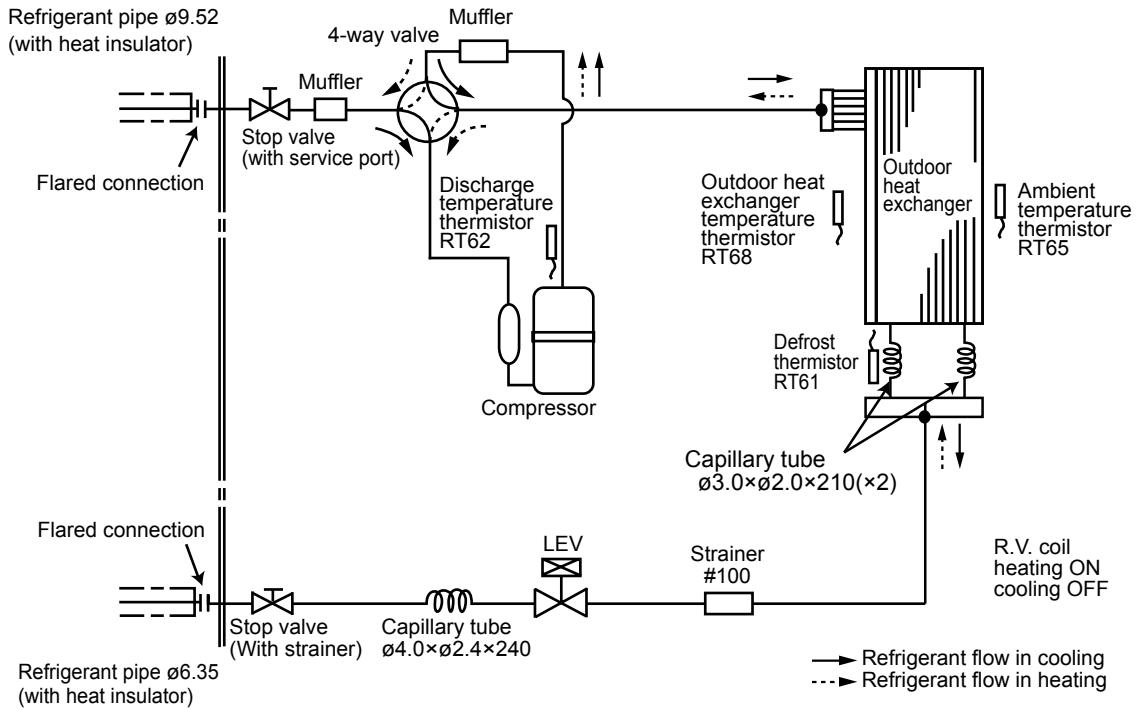 Refrigerant pipe ø9.52
(with heat insulator)
Muffler
4-way valve
Muffler
Stop valve
(with service port)
Flared connection
Discharge
temperature
thermistor
RT62
Outdoor heat
exchanger
temperature
thermistor
RT68
Outdoor
heat
exchanger
Ambient
temperature
thermistor
RT65
Defrost
thermistor
RT61
Compressor
Capillary tube
ø3.0×ø2.0×210(×2)
Flared connection
LEV
Strainer
#100
R.V. coil
heating ON
cooling OFF
Stop valve
(With strainer)
Capillary tube
ø4.0×ø2.4×240
Refrigerant pipe ø6.35
(with heat insulator)
Refrigerant flow in cooling
Refrigerant flow in heating